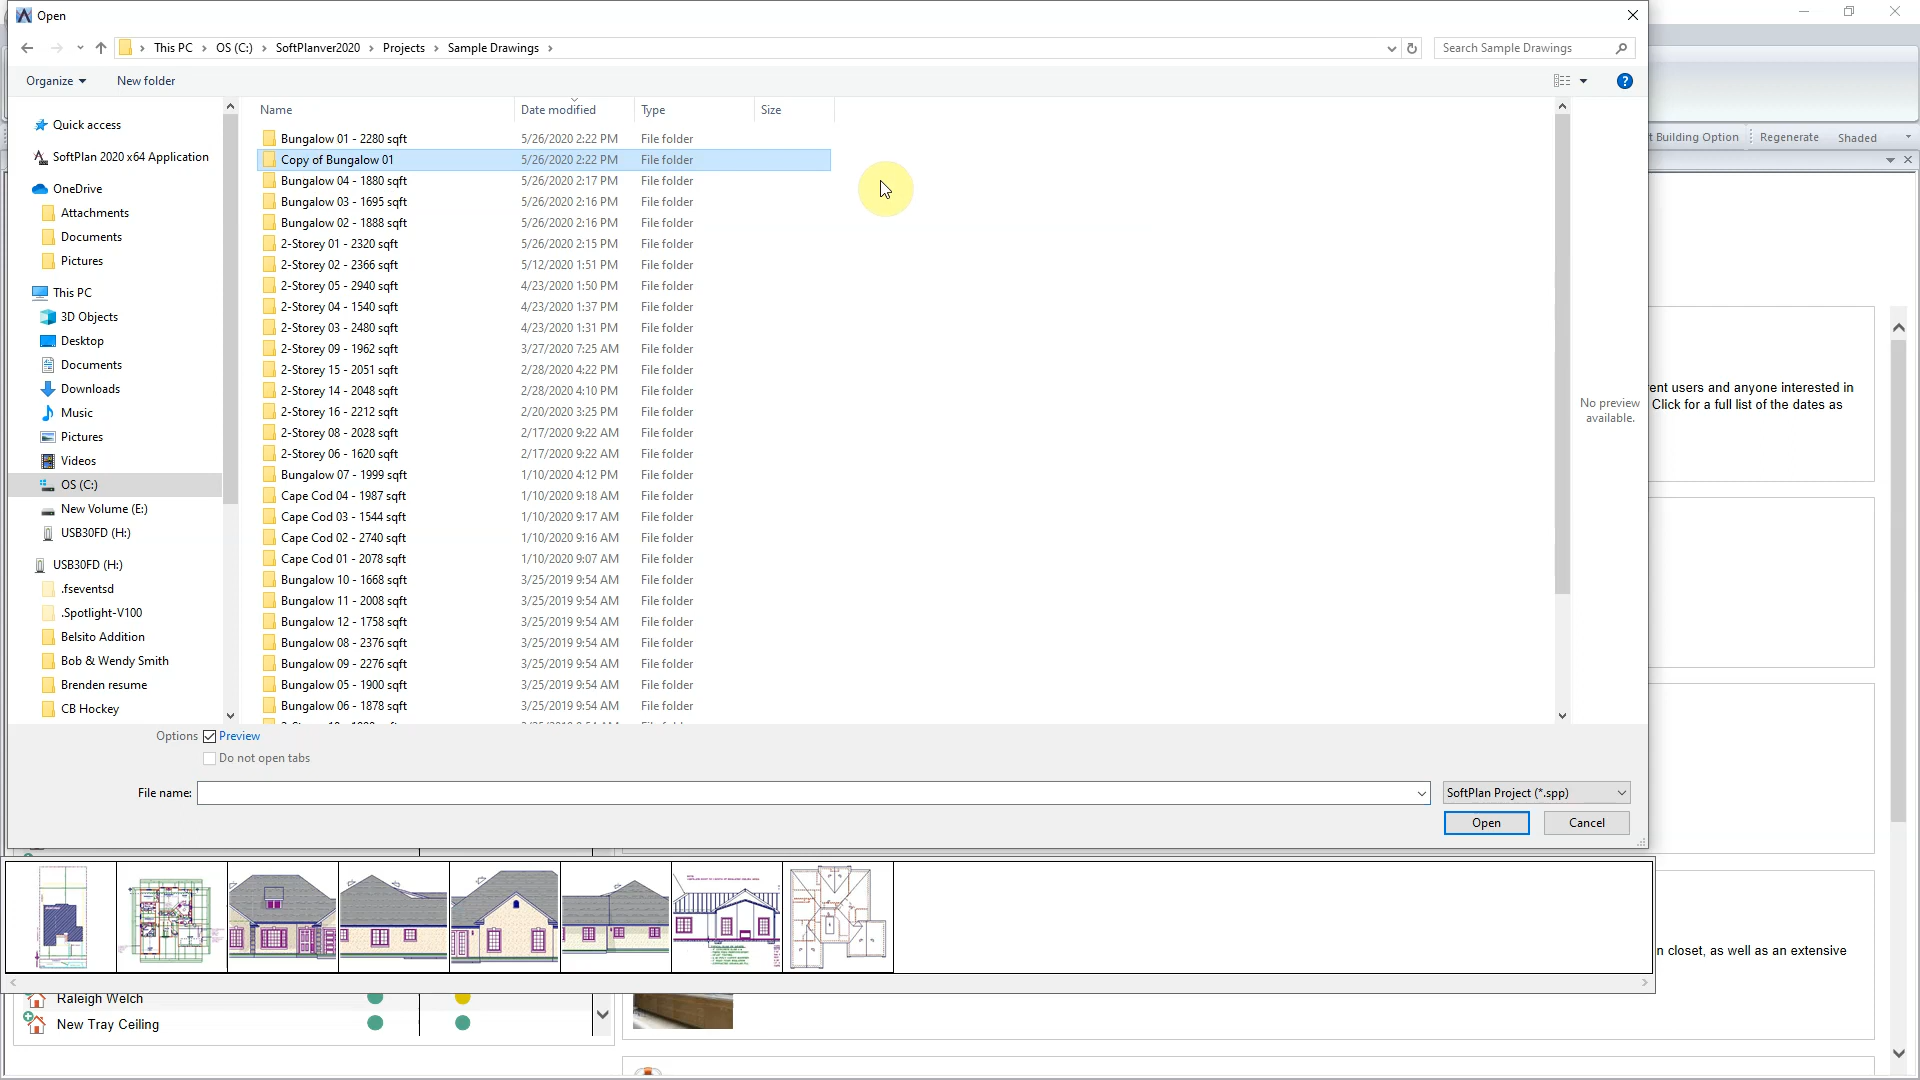 Open
This PC
OS (C:)
SoftPlanver2020
Projects
Sample Drawings
Search Sample Drawings
Organize
New folder
Name
Date modified
Type
Size
Quick access
SoftPlan 2020 x64 Application
OneDrive
Attachments
Documents
Pictures
This PC
3D Objects
Desktop
Documents
Downloads
Music
Pictures
Videos
OS (C:)
New Volume (E:)
USB30FD (H:)
USB30FD (H:)
.fseventsd
.Spotlight-V100
Belsito Addition
Bob & Wendy Smith
Brenden resume
CB Hockey
Bungalow 01 - 2280 sqft 5/26/2020 2:22 PM File folder
Copy of Bungalow 01 5/26/2020 2:22 PM File folder
Bungalow 04 - 1880 sqft 5/26/2020 2:17 PM File folder
Bungalow 03 - 1695 sqft 5/26/2020 2:16 PM File folder
Bungalow 02 - 1888 sqft 5/26/2020 2:16 PM File folder
2-Storey 01 - 2320 sqft 5/26/2020 2:15 PM File folder
2-Storey 02 - 2366 sqft 5/12/2020 1:51 PM File folder
2-Storey 05 - 2940 sqft 4/23/2020 1:50 PM File folder
2-Storey 04 - 1540 sqft 4/23/2020 1:37 PM File folder
2-Storey 03 - 2480 sqft 4/23/2020 1:31 PM File folder
2-Storey 09 - 1962 sqft 3/27/2020 7:25 AM File folder
2-Storey 15 - 2051 sqft 2/28/2020 4:22 PM File folder
2-Storey 14 - 2048 sqft 2/28/2020 4:10 PM File folder
2-Storey 16 - 2212 sqft 2/20/2020 3:25 PM File folder
2-Storey 08 - 2028 sqft 2/17/2020 9:22 AM File folder
2-Storey 06 - 1620 sqft 2/17/2020 9:22 AM File folder
Bungalow 07 - 1999 sqft 1/10/2020 4:12 PM File folder
Cape Cod 04 - 1987 sqft 1/10/2020 9:18 AM File folder
Cape Cod 03 - 1544 sqft 1/10/2020 9:17 AM File folder
Cape Cod 02 - 2740 sqft 1/10/2020 9:16 AM File folder
Cape Cod 01 - 2078 sqft 1/10/2020 9:07 AM File folder
Bungalow 10 - 1668 sqft 3/25/2019 9:54 AM File folder
Bungalow 11 - 2008 sqft 3/25/2019 9:54 AM File folder
Bungalow 12 - 1758 sqft 3/25/2019 9:54 AM File folder
Bungalow 08 - 2376 sqft 3/25/2019 9:54 AM File folder
Bungalow 09 - 2276 sqft 3/25/2019 9:54 AM File folder
Bungalow 05 - 1900 sqft 3/25/2019 9:54 AM File folder
Bungalow 06 - 1878 sqft 3/25/2019 9:54 AM File folder
No preview
available.
Options Preview
Do not open tabs
File name:
SoftPlan Project (*.spp)
Open
Cancel
t Building Option
Regenerate
Shaded
ent users and anyone interested in
Click for a full list of the dates as
n closet, as well as an extensive
Raleigh Welch
New Tray Ceiling